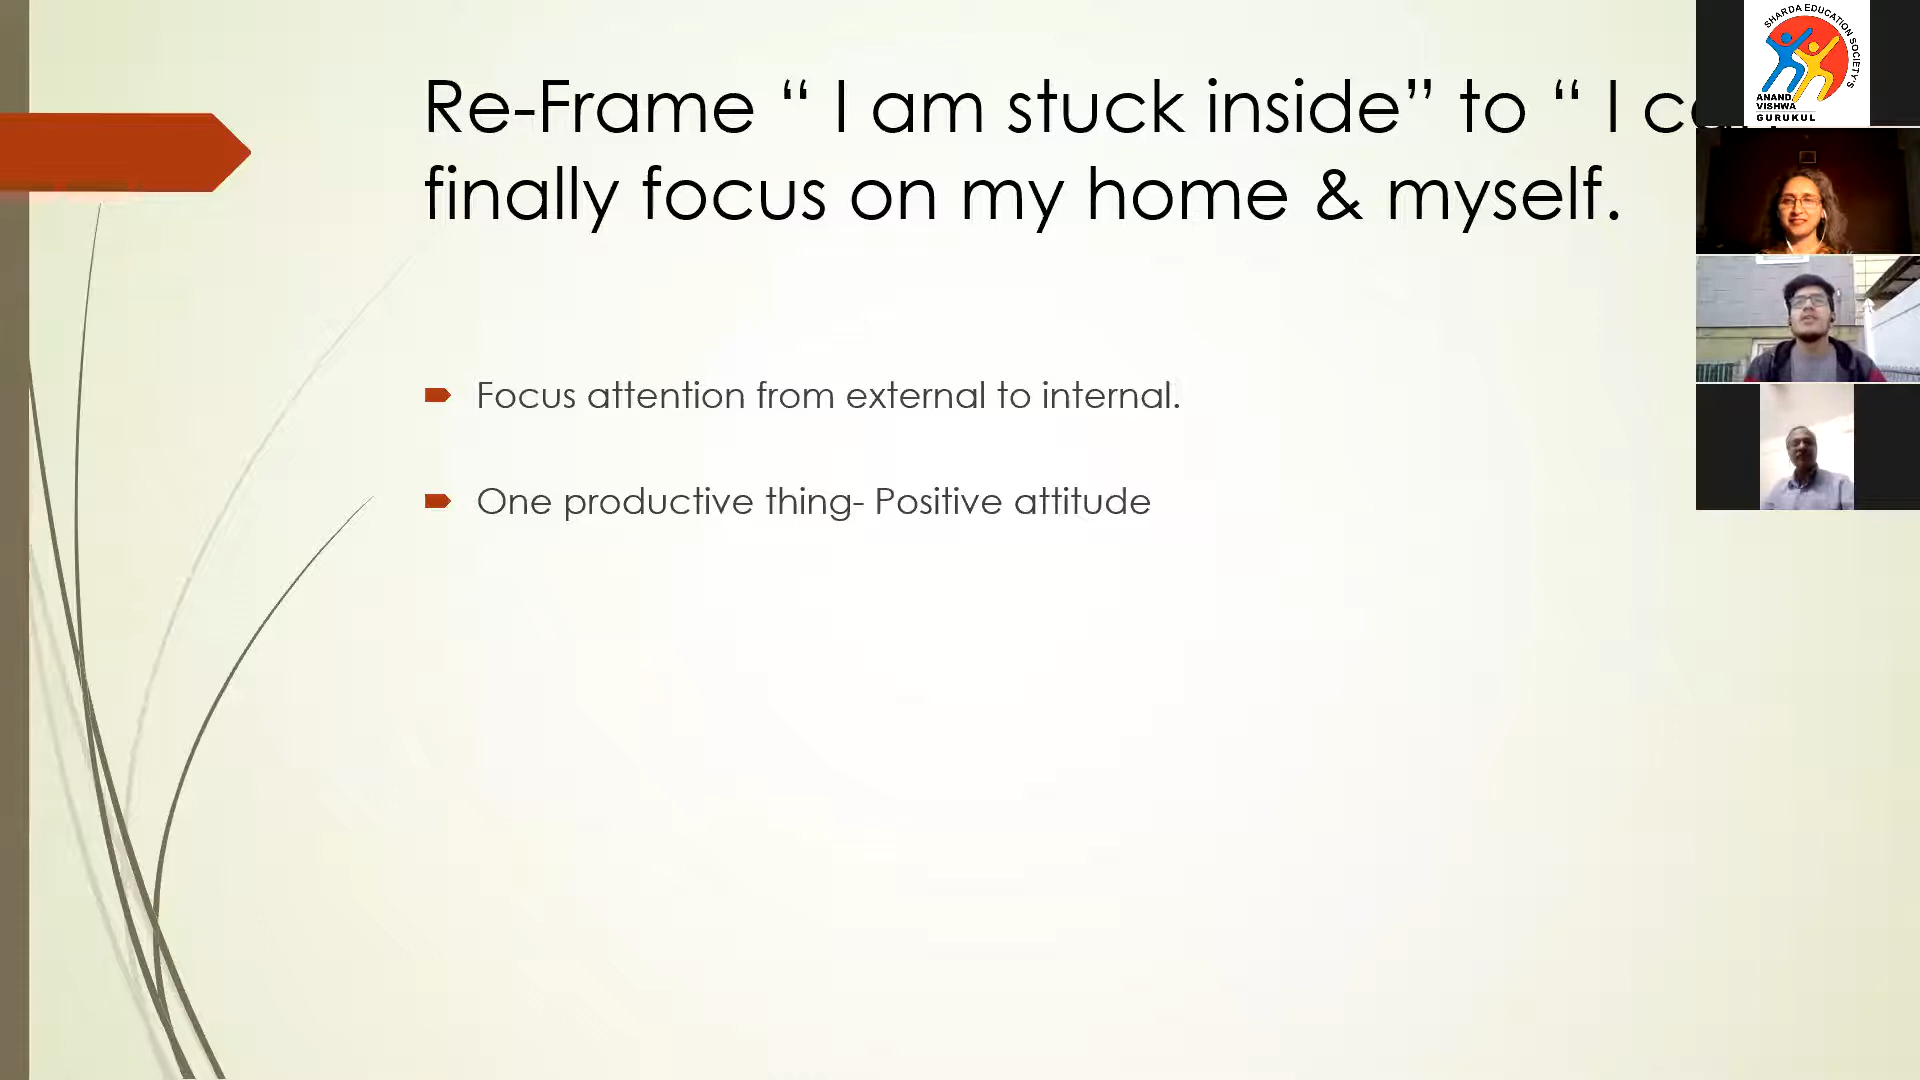 Re-Frame “ I am stuck inside” to “ I can
finally focus on my home & myself.
Focus attention from external to internal.
One productive thing- Positive attitude
SHARDA EDUCATION SOCIETY'S
ANAND
VISHWA
GURUKUL